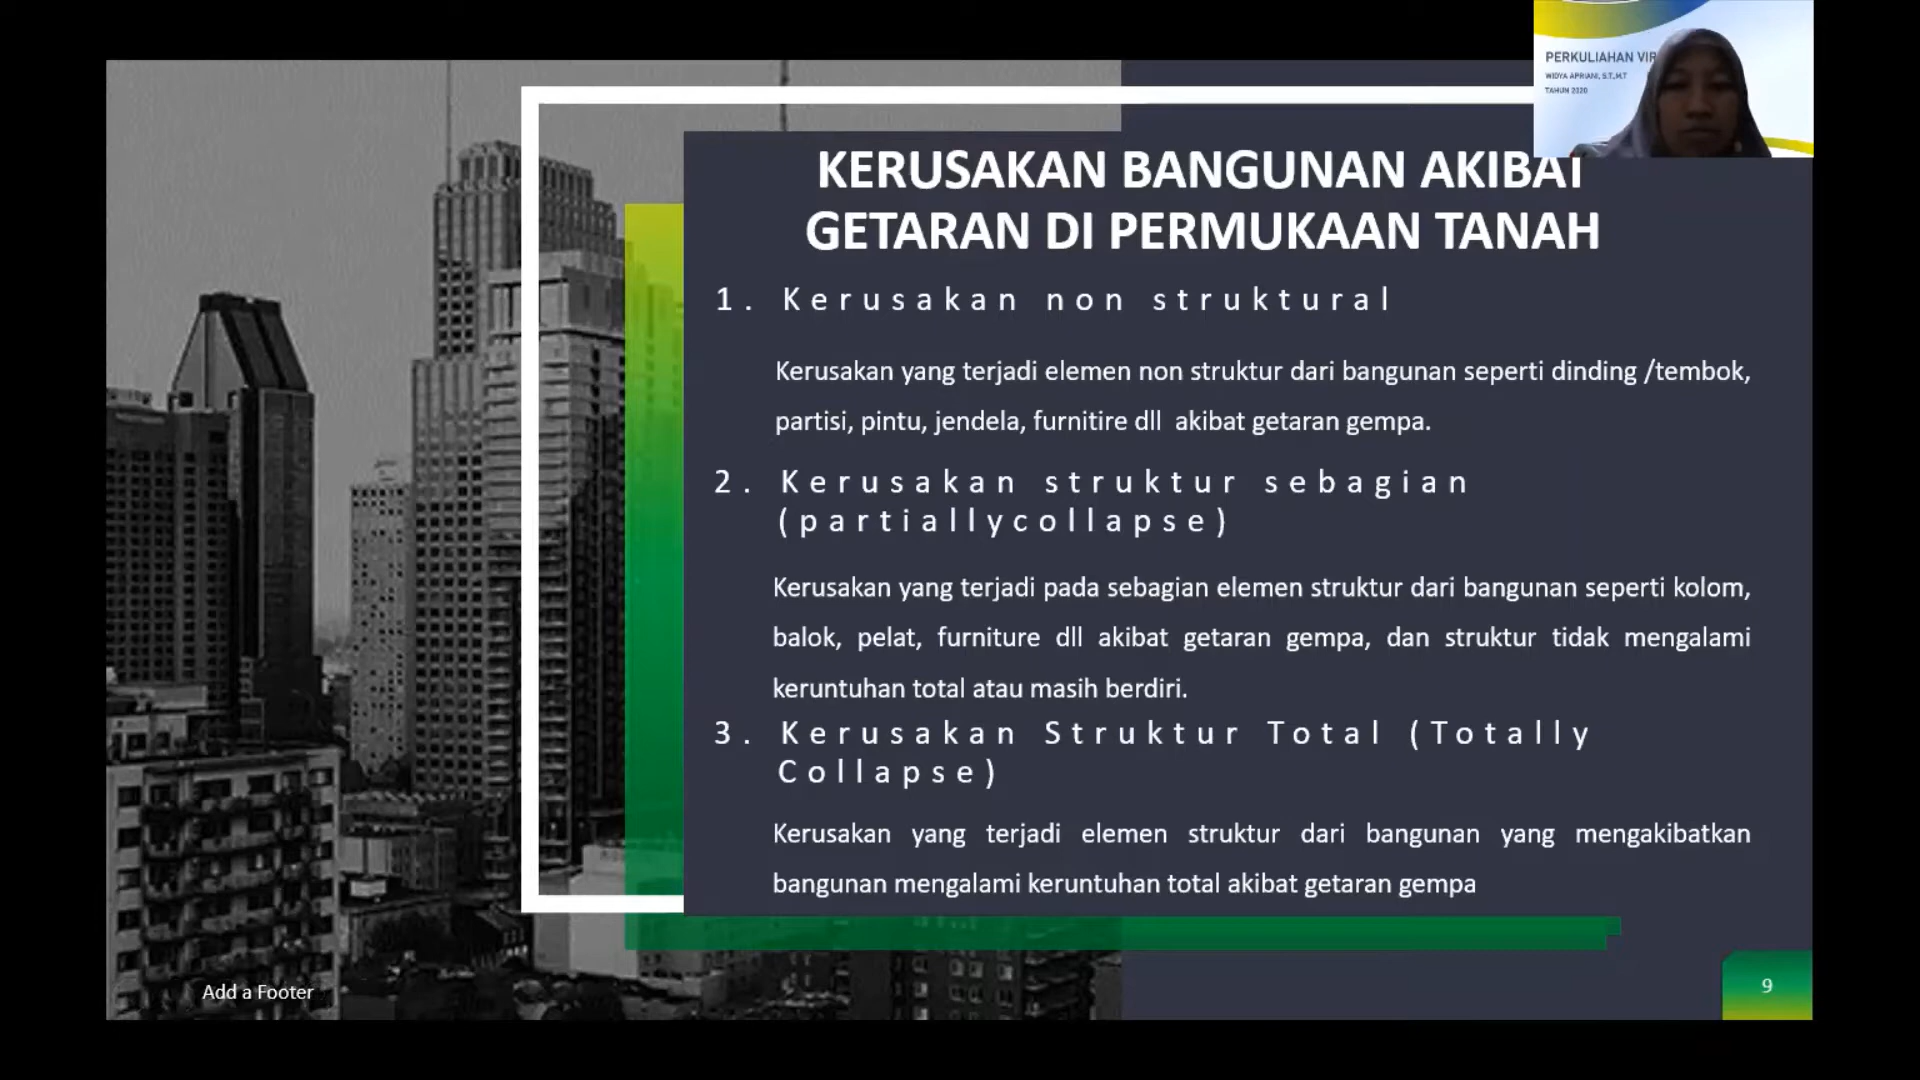 PERKULIAHAN
WIDYA APRIANI, S.T.,M.T
TAHUN 2020
KERUSAKAN BANGUNAN AKIBAT
GETARAN DI PERMUKAAN TANAH
1. Kerusakan non struktural
Kerusakan yang terjadi elemen non struktur dari bangunan seperti dinding /tembok,
partisi, pintu, jendela, furnitire dll akibat getaran gempa.
2. Kerusakan struktur sebagian
(partiallycollapse)
Kerusakan yang terjadi pada sebagian elemen struktur dari bangunan seperti kolom,
balok, pelat, furniture dll akibat getaran gempa, dan struktur tidak mengalami
keruntuhan total atau masih berdiri.
3. Kerusakan Struktur Total (Totally
Collapse)
Kerusakan yang terjadi elemen struktur dari bangunan yang mengakibatkan
bangunan mengalami keruntuhan total akibat getaran gempa
Add a Footer
9